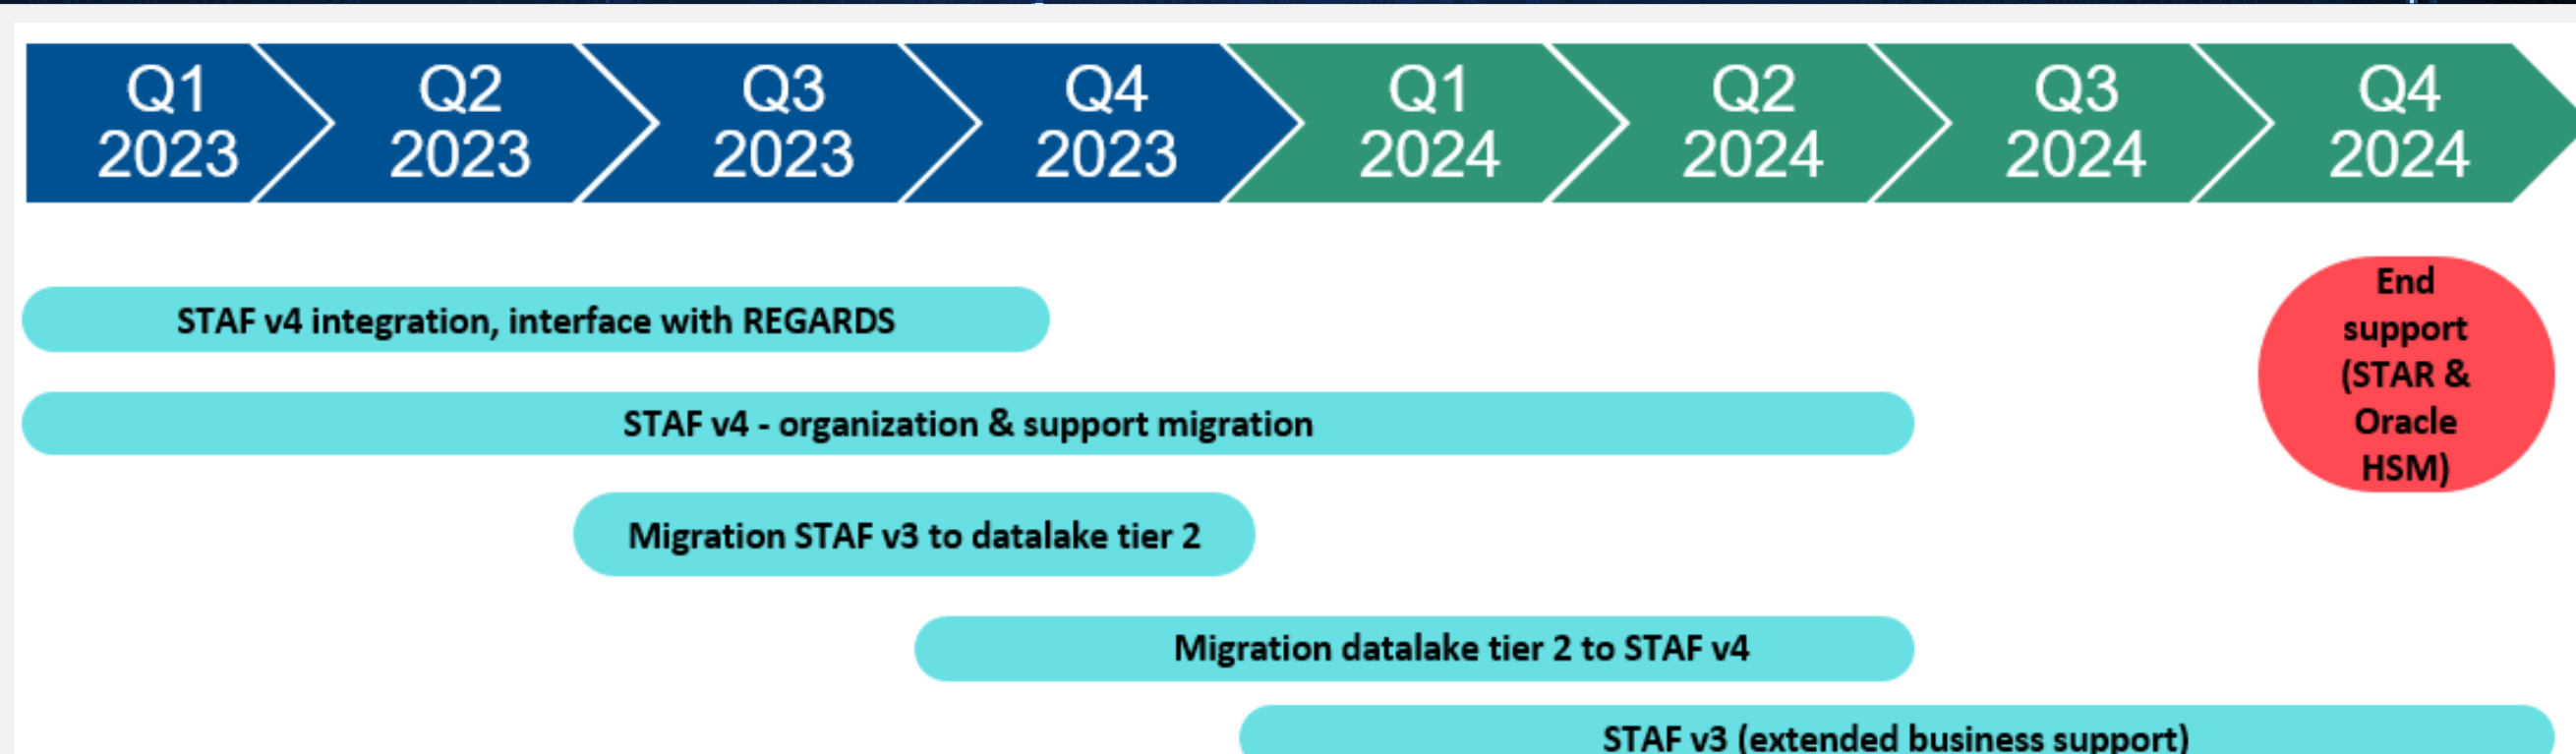 Q1
2023
Q2
2023
Q3
2023
Q4
2023
Q1
2024
Q2
2024
Q3
2024
Q4
2024
STAF v4 integration, interface with REGARDS
End
support
(STAR &
Oracle
HSM)
STAF v4 - organization & support migration
Migration STAF v3 to datalake tier 2
Migration datalake tier 2 to STAF v4
STAF v3 (extended business support)